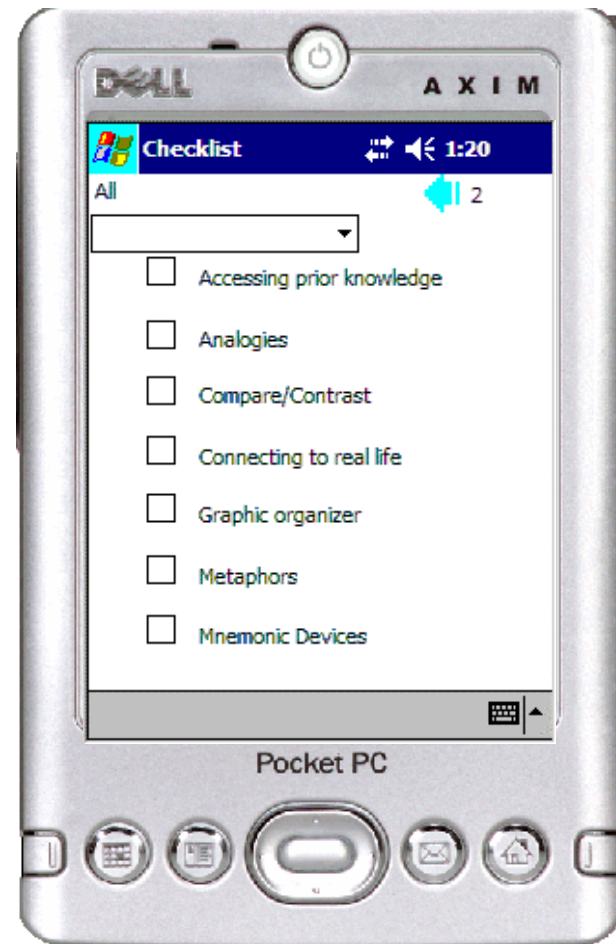 DELL
AXIM
Checklist 1:20
All 2
Accessing prior knowledge
Analogies
Compare/Contrast
Connecting to real life
Graphic organizer
Metaphors
Mnemonic Devices
Pocket PC